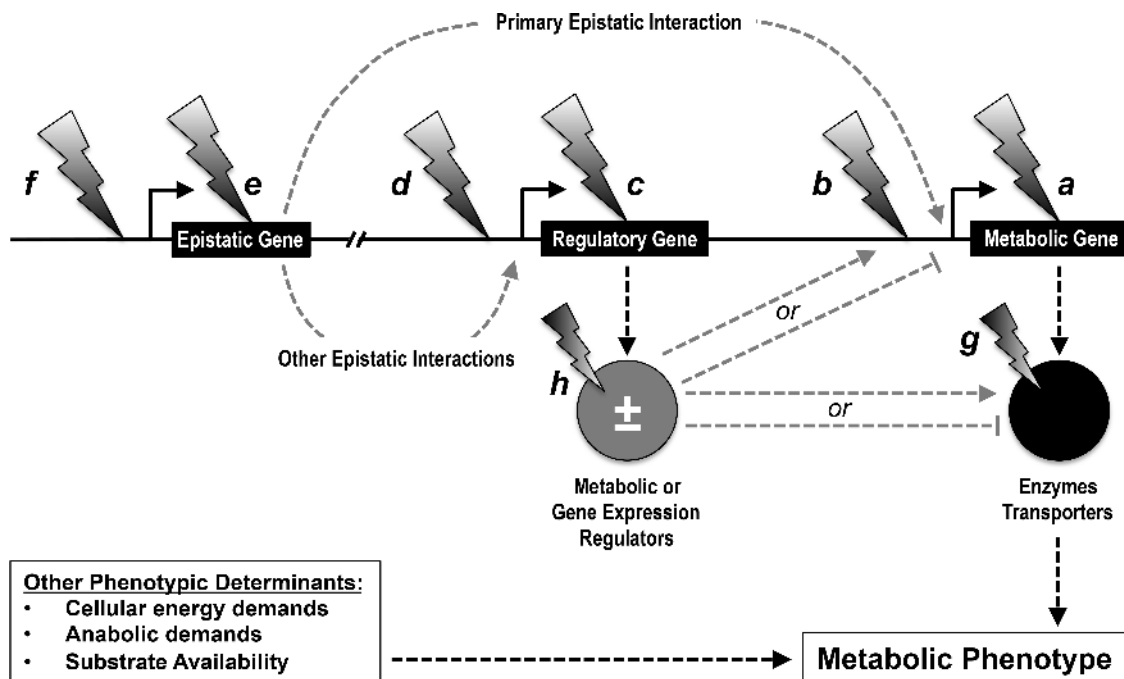 Primary Epistatic Interaction
f
e
d
c
b
a
Epistatic Gene
//
Regulatory Gene
Metabolic Gene
or
Other Epistatic Interactions
h
g
±
or
Metabolic or
Gene Expression
Regulators
Enzymes
Transporters
Other Phenotypic Determinants:
• Cellular energy demands
• Anabolic demands
• Substrate Availability
Metabolic Phenotype